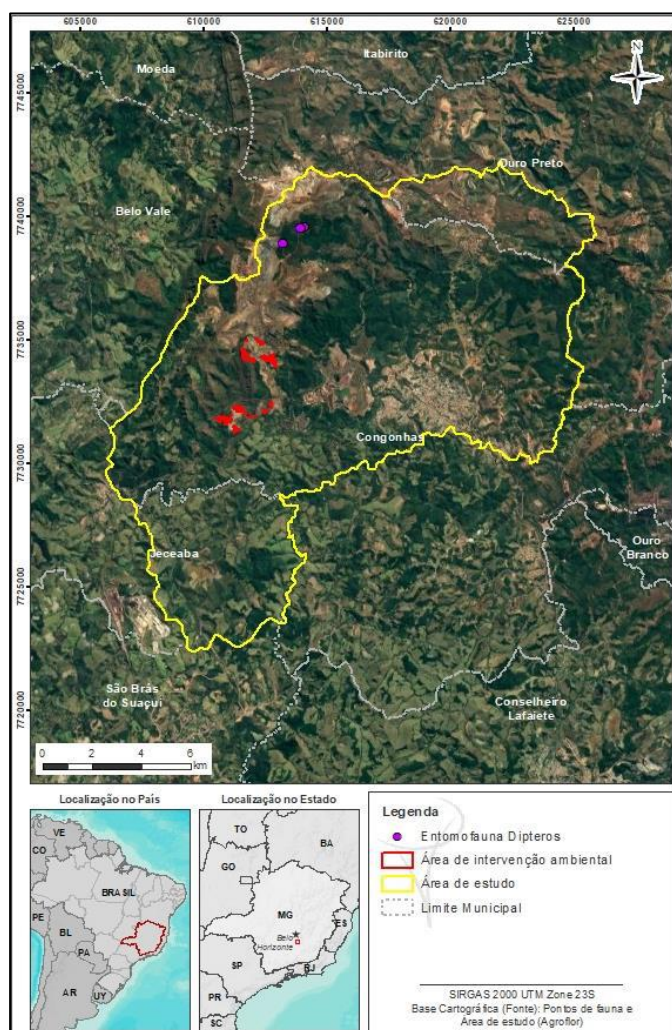 605000
610000
615000
620000
625000
N
Itabirito
Moeda
7745000
Ouro Preto
Belo Vale
7740000
7735000
Congonhas
7730000
Jeceaba
Ouro
Branco
7725000
São Brás
do Suaçuí
Conselheiro
Lafaiete
7720000
0 2 4 6
km
Localização no País
Localização no Estado
VE
CO
BRASIL
PE
BL
PA
AR
UY
TO
BA
GO
MG
ES
Belo
Horizonte
SP
RJ
PR
SC
Legenda
Entomofauna Dipteros
Área de intervenção ambiental
Área de estudo
Limite Municipal
SIRGAS 2000 UTM Zone 23S
Base Cartográfica (Fonte): Pontos de fauna e
Área de estudo (Agroflor)